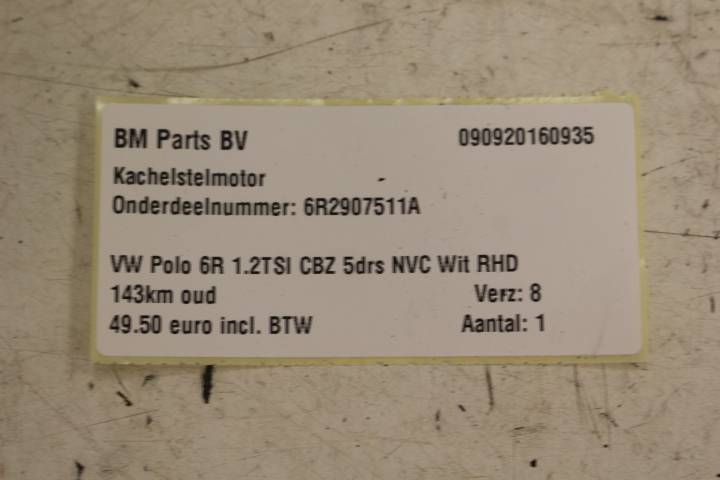 BM Parts BV 090920160935
Kachelstelmotor
Onderdeelnummer: 6R2907511A
VW Polo 6R 1.2TSI CBZ 5drs NVC Wit RHD
143km oud Verz: 8
49.50 euro incl. BTW Aantal: 1